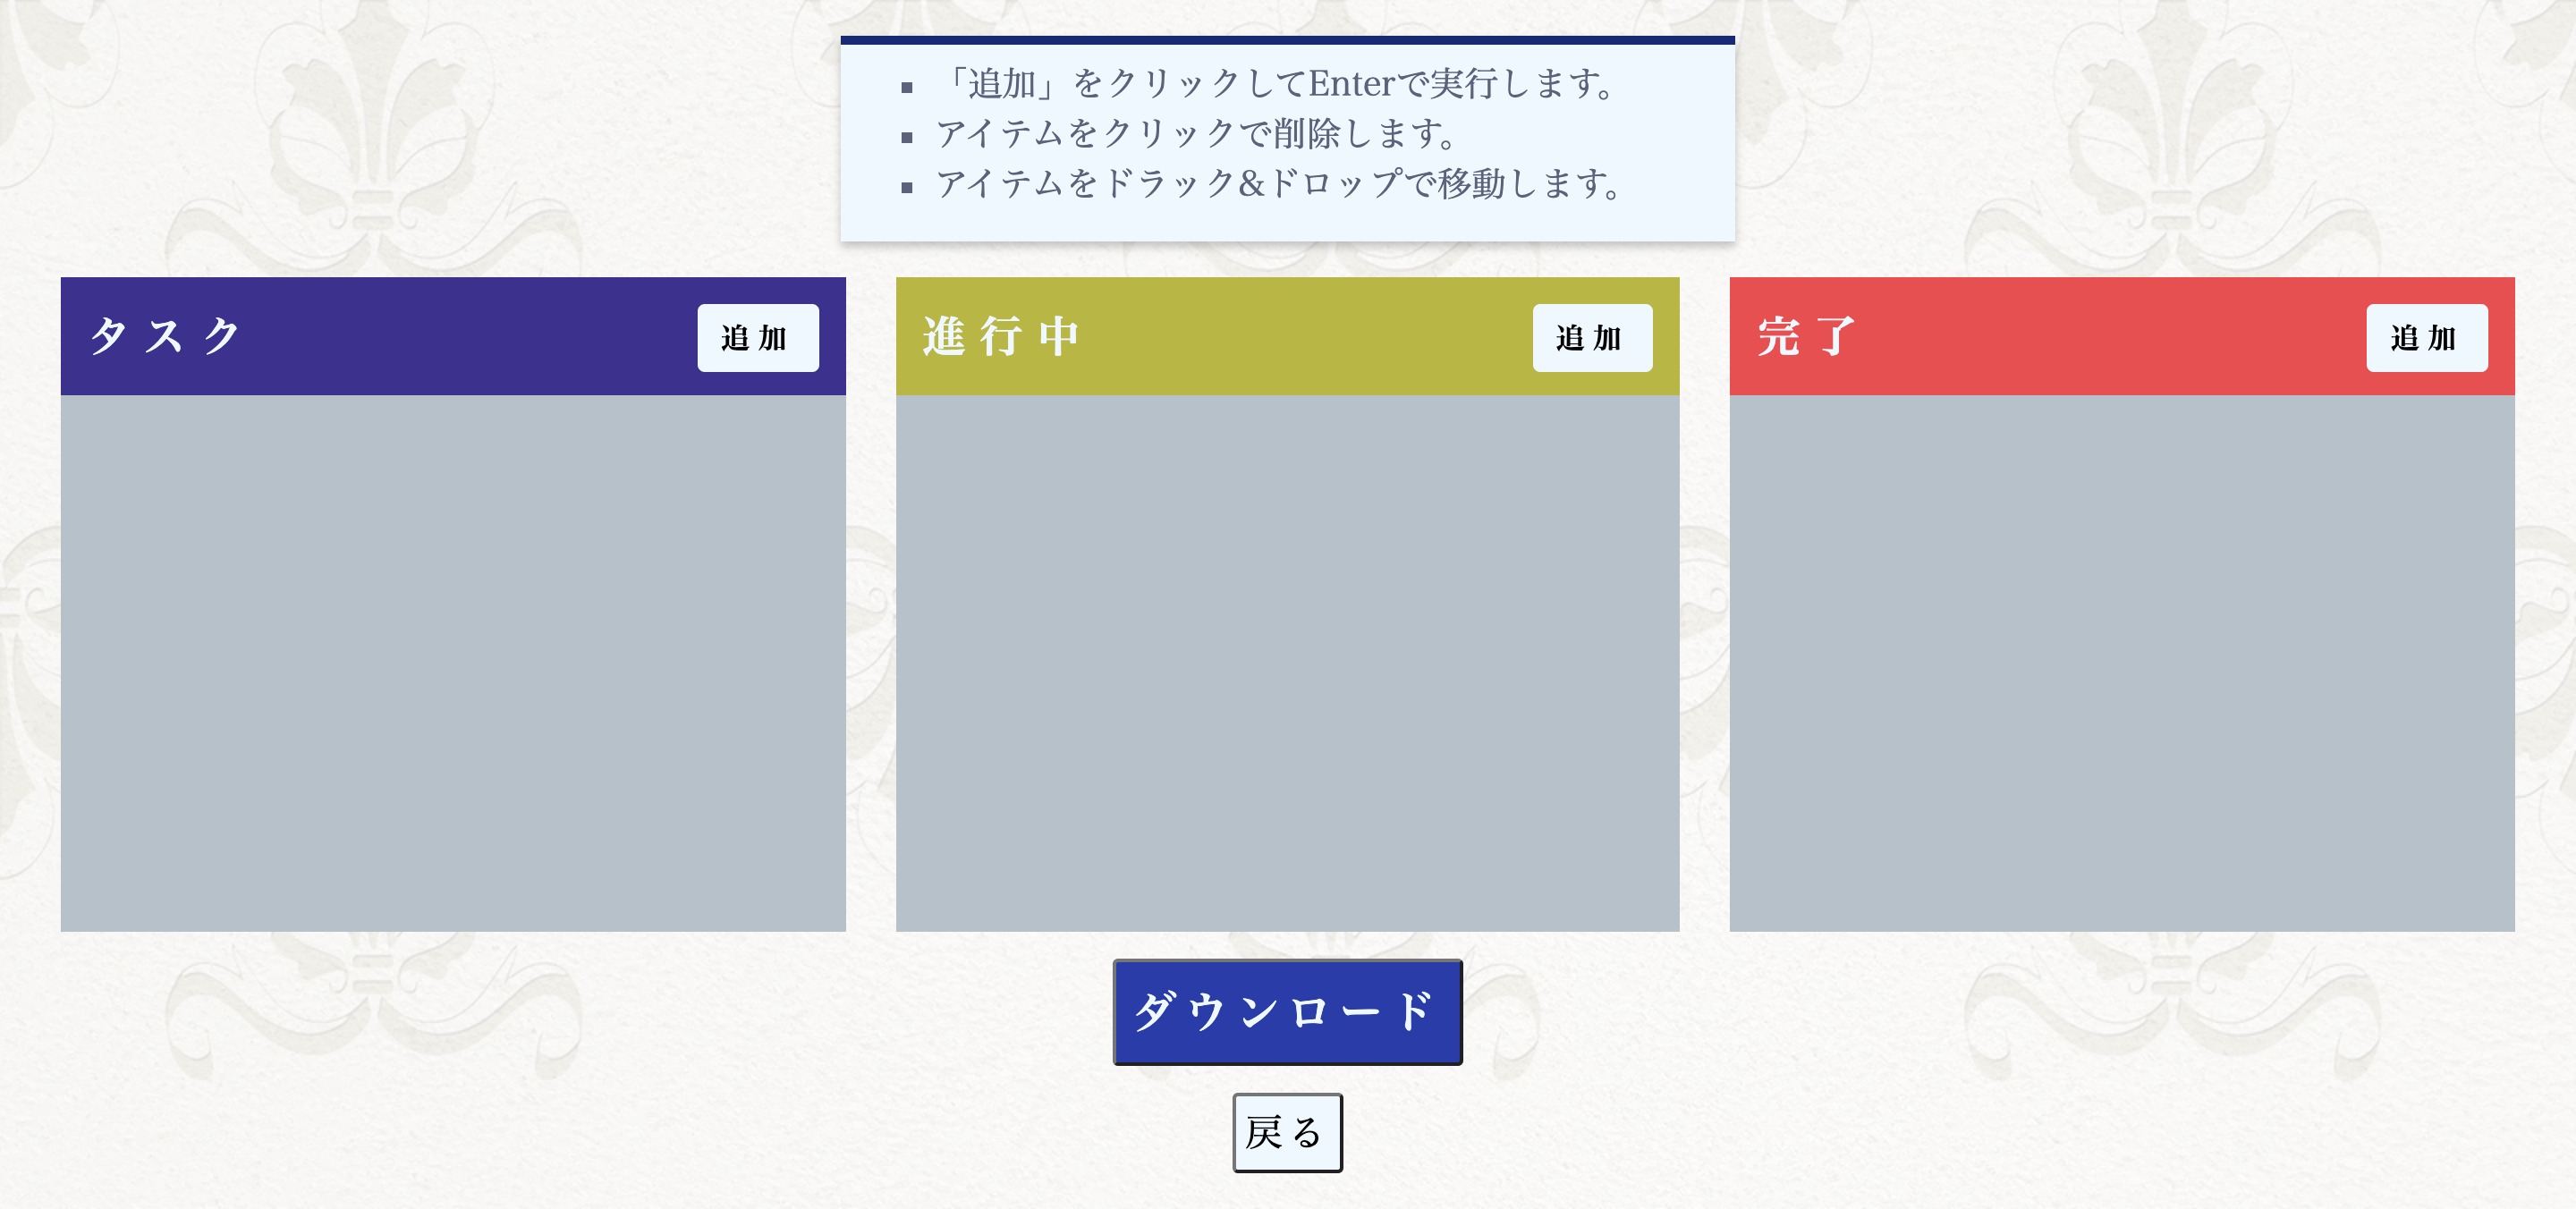 「追加」をクリックしてEnterで実行します。
アイテムをクリックで削除します。
アイテムをドラック&ドロップで移動します。
タスク
追加
進行中
追加
完了
追加
ダウンロード
戻る